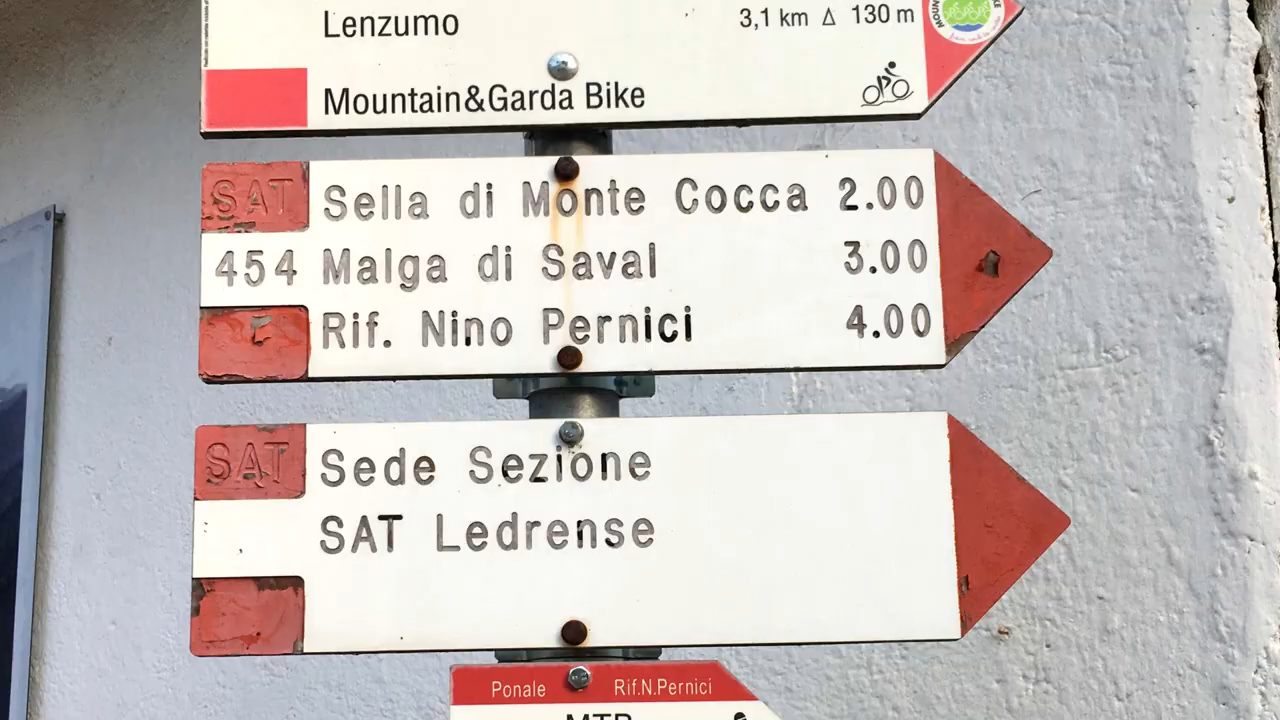 Lenzumo 3,1 km Δ 130 m
Mountain&Garda Bike
SAT Sella di Monte Cocca 2.00
454 Malga di Saval 3.00
Rif. Nino Pernici 4.00
SAT Sede Sezione
SAT Ledrense
Ponale Rif.N.Pernici
MTB